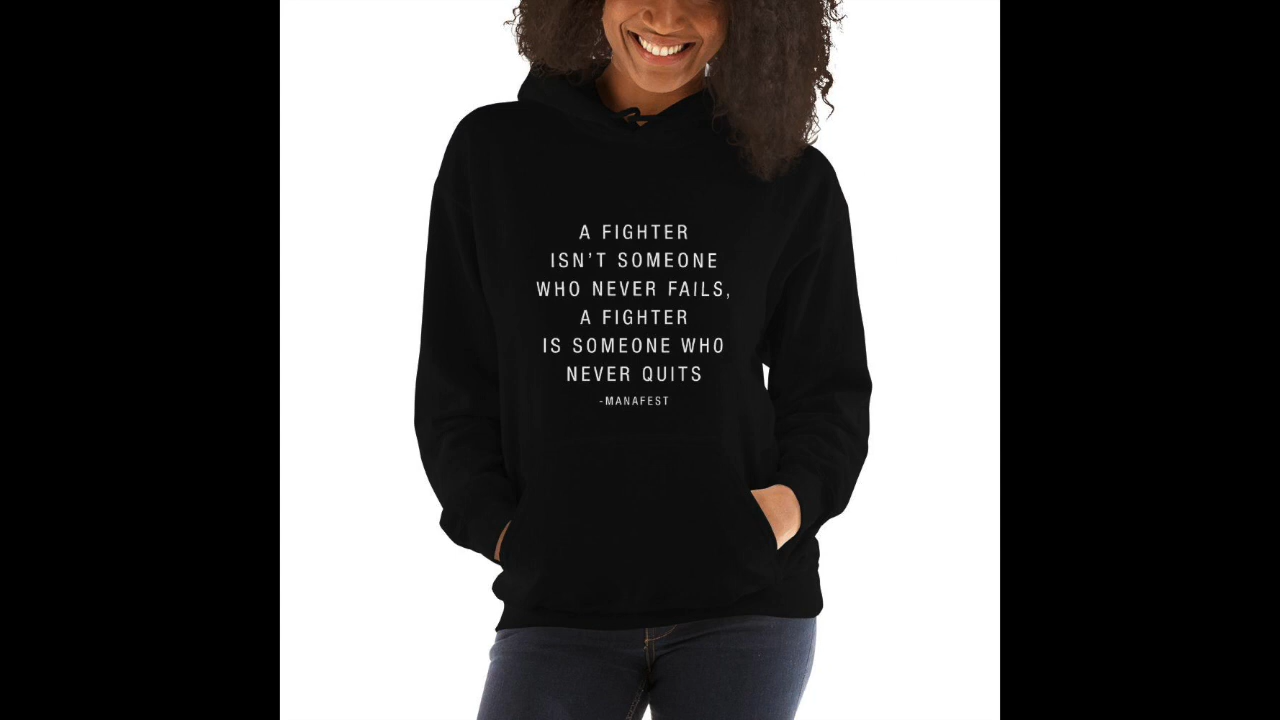 A FIGHTER
ISN'T SOMEONE
WHO NEVER FAILS,
A FIGHTER
IS SOMEONE WHO
NEVER QUITS
-MANAFEST